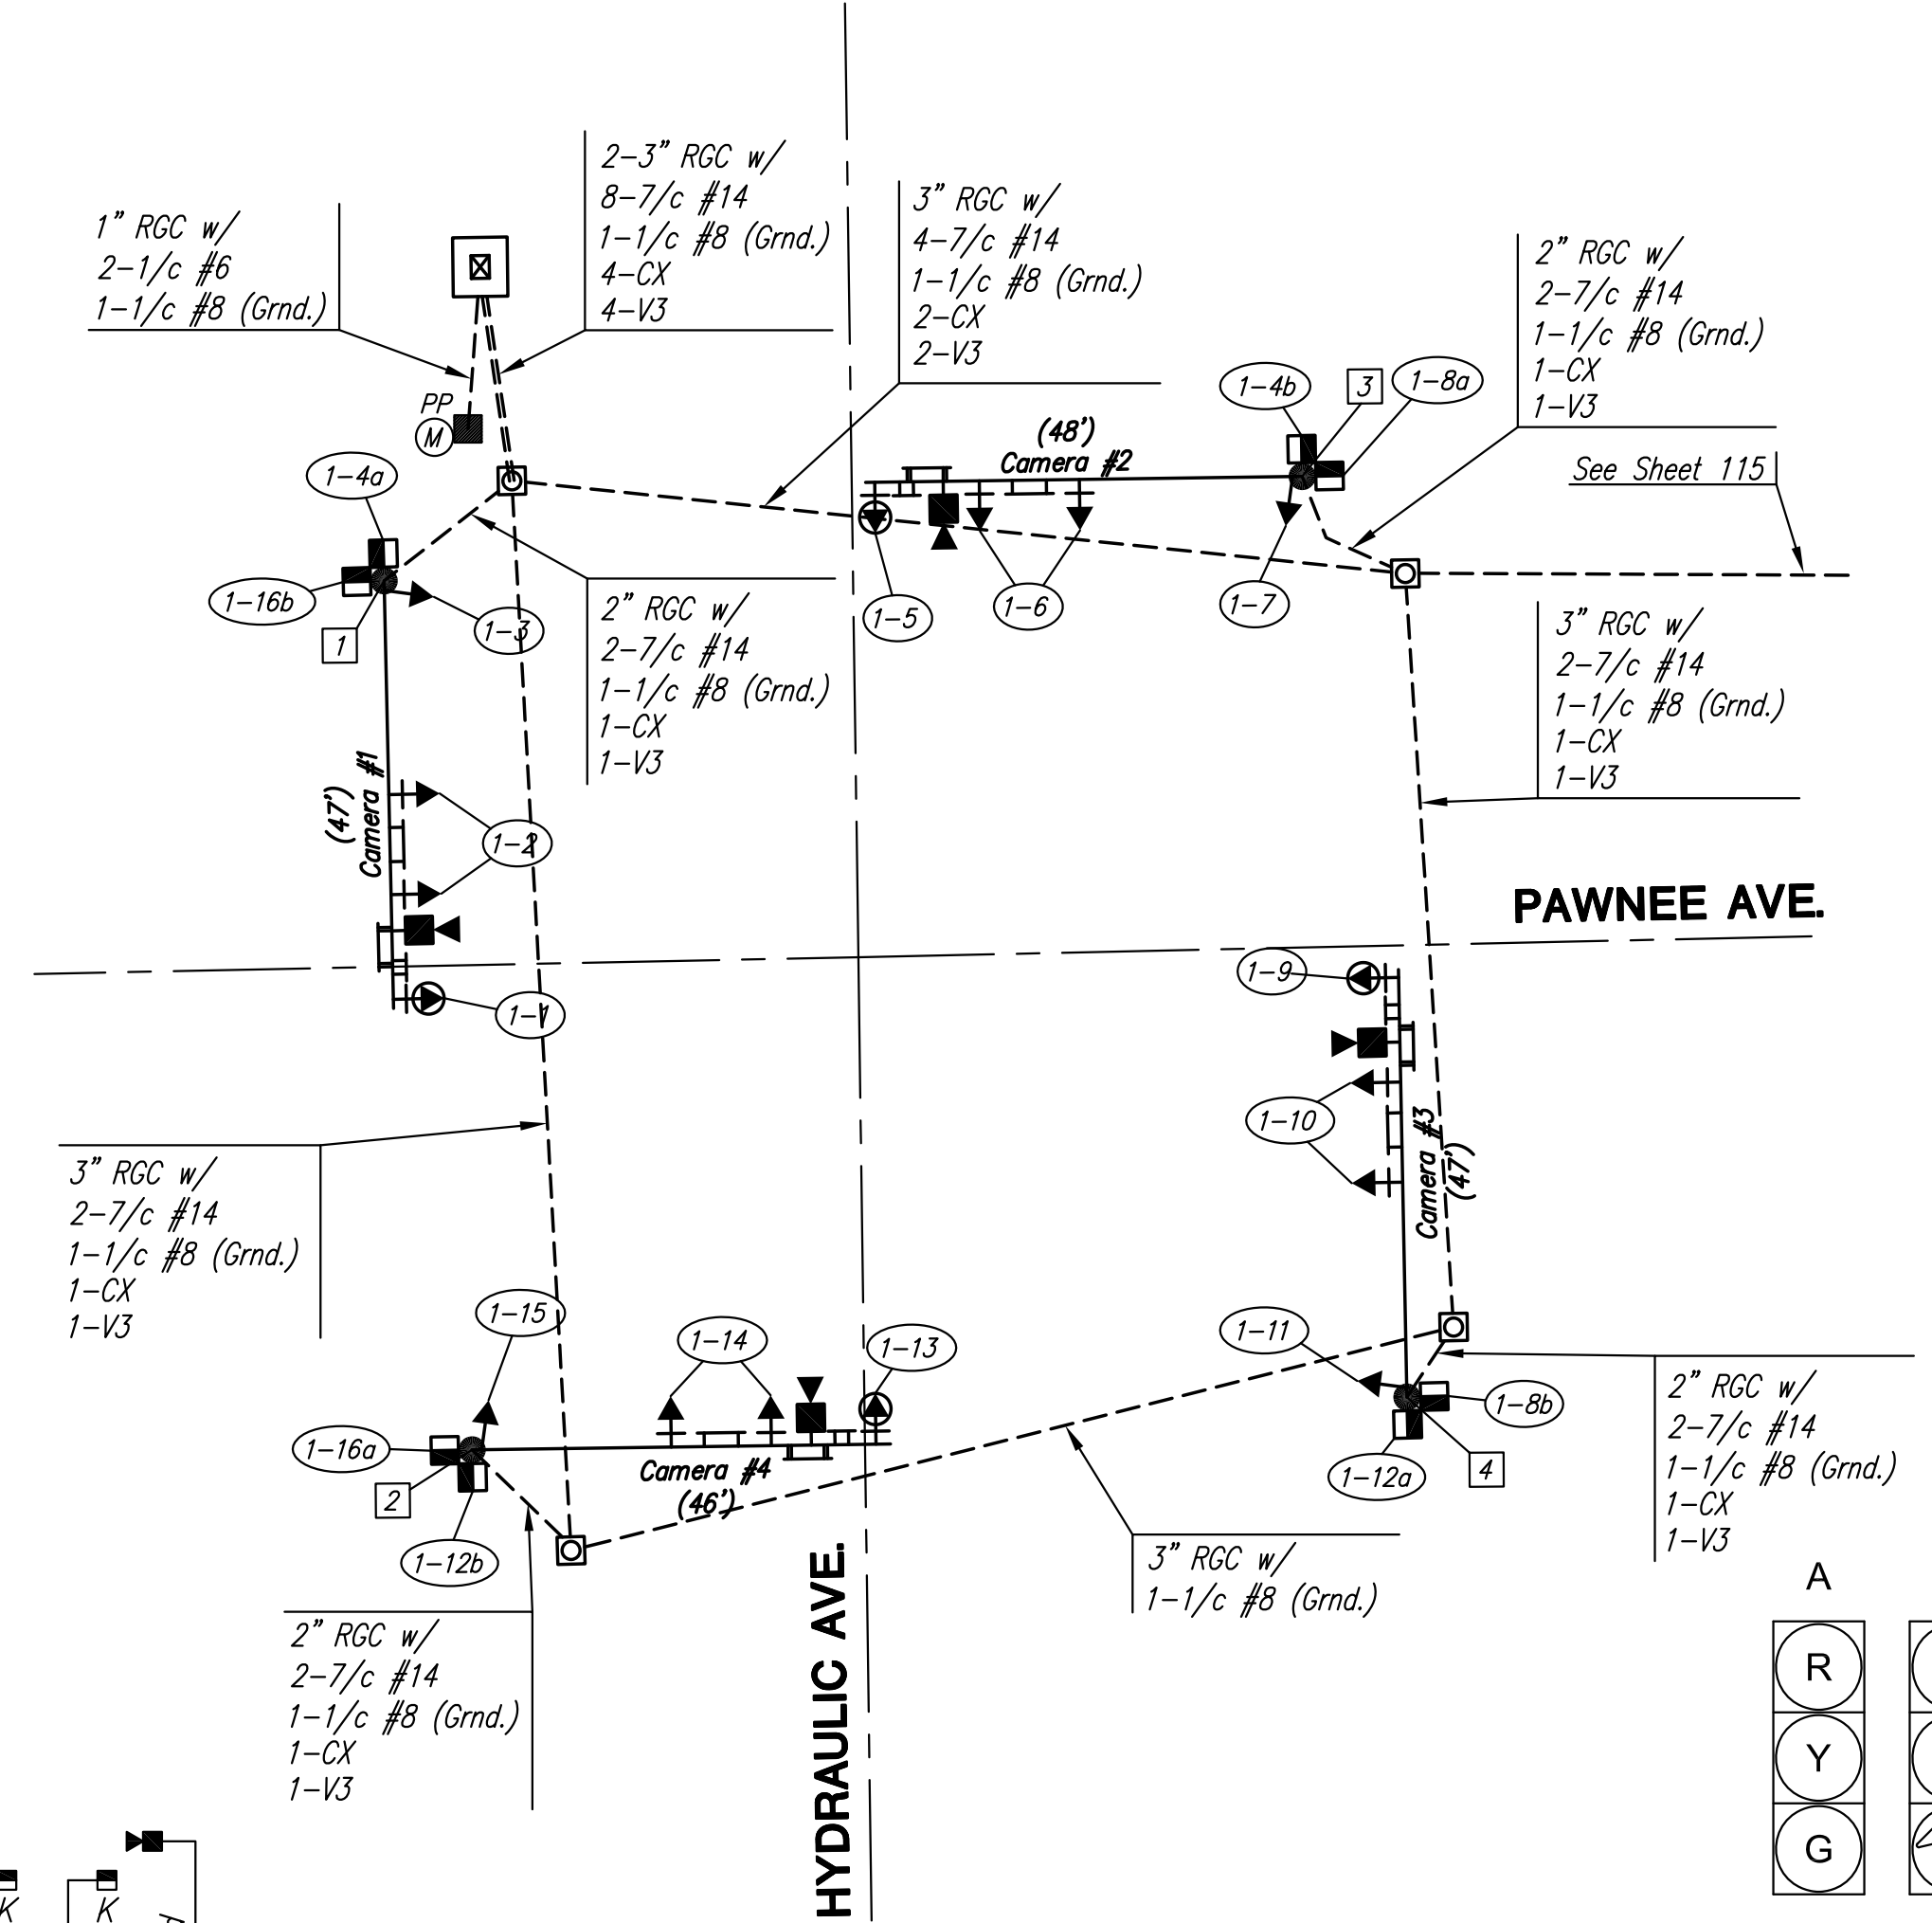 2-3" RGC w/
8-7/c #14
1-1/c #8 (Grnd.)
4-CX
4-V3
1" RGC w/
2-1/c #6
1-1/c #8 (Grnd.)
3" RGC w/
4-7/c #14
1-1/c #8 (Grnd.)
2-CX
2-V3
2" RGC w/
2-7/c #14
1-1/c #8 (Grnd.)
1-CX
1-V3
PP
M
1-4b
3
1-8a
(48')
Camera #2
See Sheet 115
1-4a
1-16b
1-3
1
1-5
1-6
1-7
2" RGC w/
2-7/c #14
1-1/c #8 (Grnd.)
1-CX
1-V3
3" RGC w/
2-7/c #14
1-1/c #8 (Grnd.)
1-CX
1-V3
(47')
Camera #1
1-2
PAWNEE AVE.
1-9
1-1
1-10
Camera #3
(47')
3" RGC w/
2-7/c #14
1-1/c #8 (Grnd.)
1-CX
1-V3
1-15
1-14
1-13
1-11
1-8b
1-16a
2
Camera #4
(46')
1-12a
4
1-12b
2" RGC w/
2-7/c #14
1-1/c #8 (Grnd.)
1-CX
1-V3
3" RGC w/
1-1/c #8 (Grnd.)
HYDRAULIC AVE.
2" RGC w/
2-7/c #14
1-1/c #8 (Grnd.)
1-CX
1-V3
A
R
Y
G
K
K